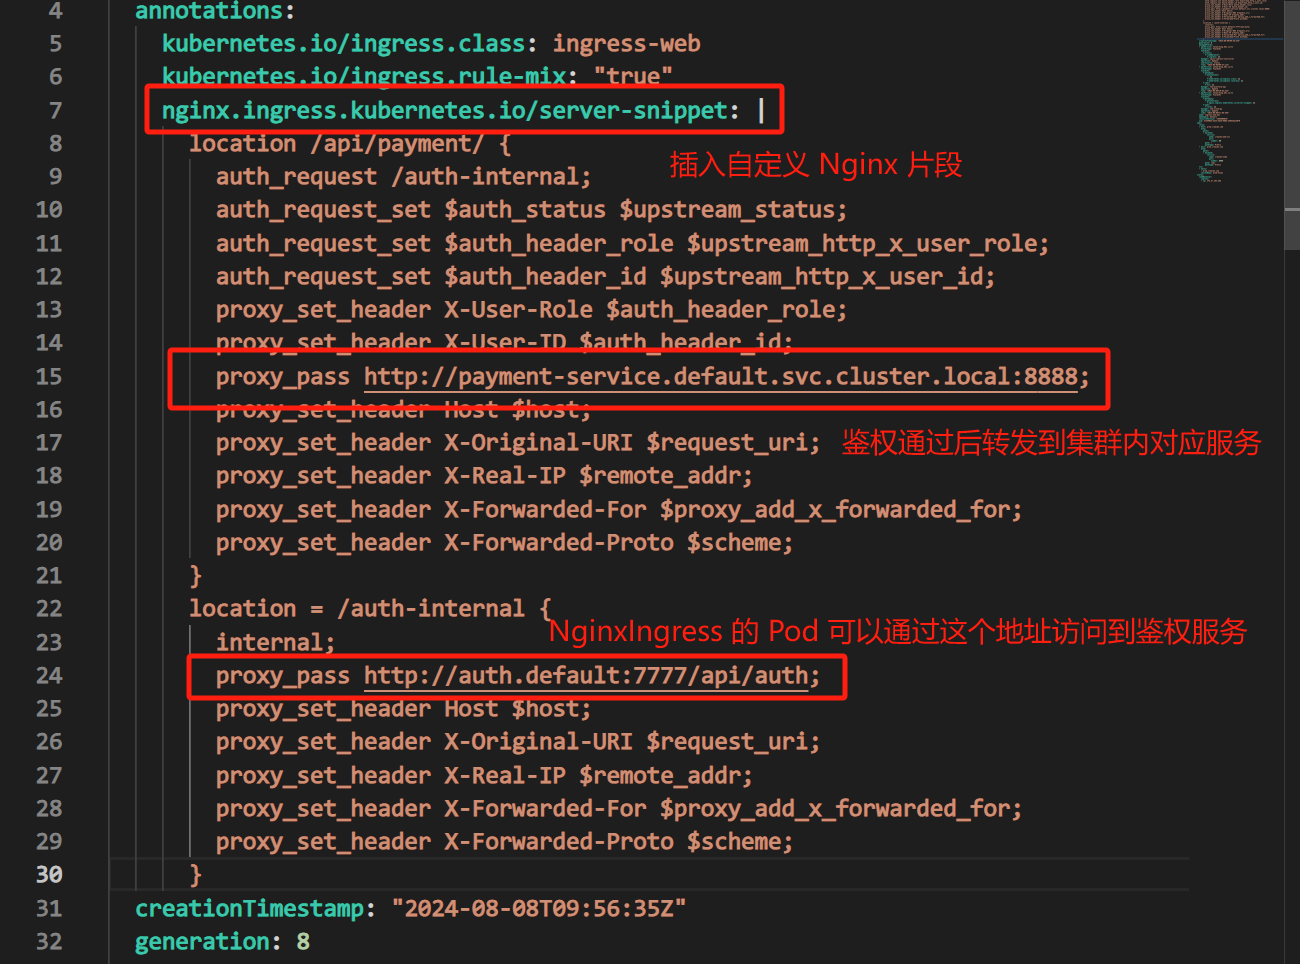 4 annotations:
5 kubernetes.io/ingress.class: ingress-web
6 kubernetes.io/ingress.rule-mix: "true"
7 nginx.ingress.kubernetes.io/server-snippet: |
8 location /api/payment/ {
插入自定义 Nginx 片段
9 auth_request /auth-internal;
10 auth_request_set $auth_status $upstream_status;
11 auth_request_set $auth_header_role $upstream_http_x_user_role;
12 auth_request_set $auth_header_id $upstream_http_x_user_id;
13 proxy_set_header X-User-Role $auth_header_role;
14 proxy_set_header X-User-ID $auth_header_id;
15 proxy_pass http://payment-service.default.svc.cluster.local:8888;
16 proxy_set_header Host $host;
17 proxy_set_header X-Original-URI $request_uri; 鉴权通过后转发到集群内对应服务
18 proxy_set_header X-Real-IP $remote_addr;
19 proxy_set_header X-Forwarded-For $proxy_add_x_forwarded_for;
20 proxy_set_header X-Forwarded-Proto $scheme;
21 }
22 location = /auth-internal {
NginxIngress 的 Pod 可以通过这个地址访问到鉴权服务
23 internal;
24 proxy_pass http://auth.default:7777/api/auth;
25 proxy_set_header Host $host;
26 proxy_set_header X-Original-URI $request_uri;
27 proxy_set_header X-Real-IP $remote_addr;
28 proxy_set_header X-Forwarded-For $proxy_add_x_forwarded_for;
29 proxy_set_header X-Forwarded-Proto $scheme;
30 }
31 creationTimestamp: "2024-08-08T09:56:35Z"
32 generation: 8